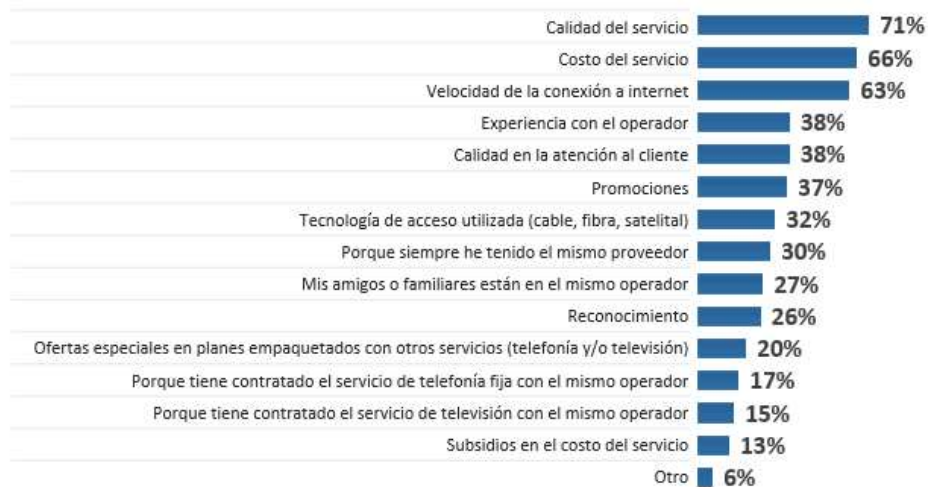 Calidad del servicio 71%
Costo del servicio 66%
Velocidad de la conexión a internet 63%
Experiencia con el operador 38%
Calidad en la atención al cliente 38%
Promociones 37%
Tecnología de acceso utilizada (cable, fibra, satelital) 32%
Porque siempre he tenido el mismo proveedor 30%
Mis amigos o familiares están en el mismo operador 27%
Reconocimiento 26%
Ofertas especiales en planes empaquetados con otros servicios (telefonía y/o televisión) 20%
Porque tiene contratado el servicio de telefonía fija con el mismo operador 17%
Porque tiene contratado el servicio de televisión con el mismo operador 15%
Subsidios en el costo del servicio 13%
Otro 6%